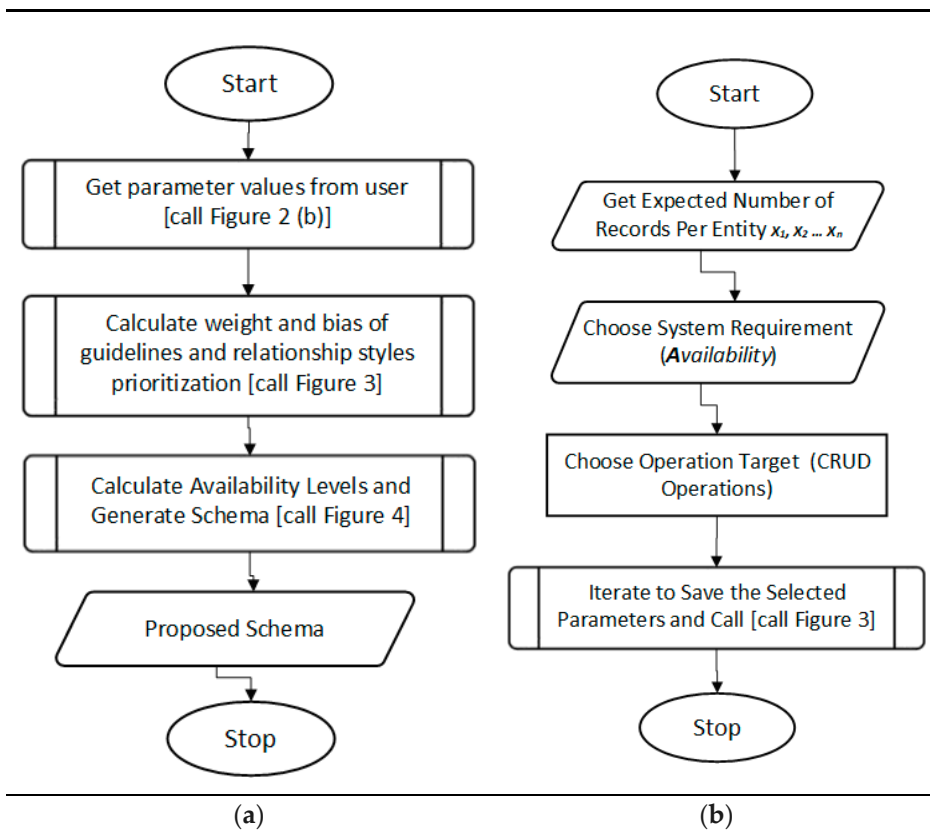 Start
Get parameter values from user
[call Figure 2 (b)]
Calculate weight and bias of
guidelines and relationship styles
prioritization [call Figure 3]
Calculate Availability Levels and
Generate Schema [call Figure 4]
Proposed Schema
Stop
(a)
Start
Get Expected Number of
Records Per Entity x₁, x₂ ... xₙ
Choose System Requirement
(Availability)
Choose Operation Target (CRUD
Operations)
Iterate to Save the Selected
Parameters and Call [call Figure 3]
Stop
(b)